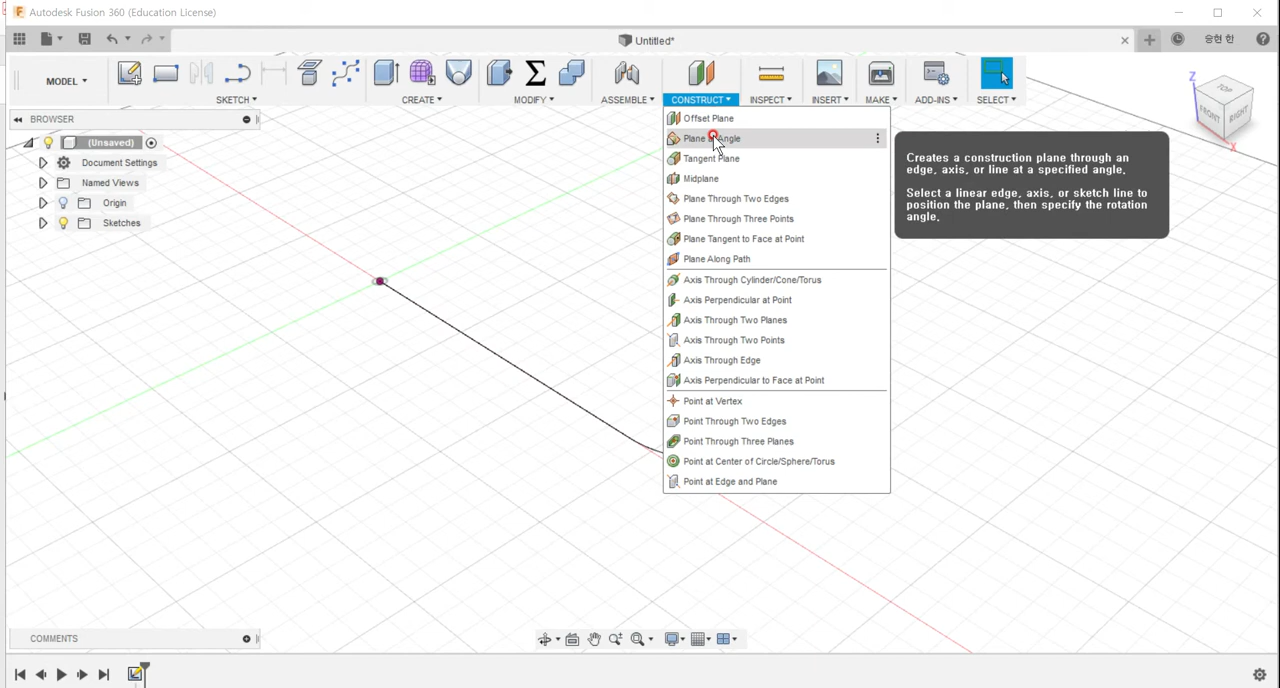 Autodesk Fusion 360 (Education License)
Untitled*
승현 한
MODEL
SKETCH
CREATE
MODIFY
ASSEMBLE
CONSTRUCT
INSPECT
INSERT
MAKE
ADD-INS
SELECT
BROWSER
(Unsaved)
Document Settings
Named Views
Origin
Sketches
Offset Plane
Tangent Plane
Midplane
Plane Through Two Edges
Plane Through Three Points
Plane Tangent to Face at Point
Plane Along Path
Axis Through Cylinder/Cone/Torus
Axis Perpendicular at Point
Axis Through Two Planes
Axis Through Two Points
Axis Through Edge
Axis Perpendicular to Face at Point
Point at Vertex
Point Through Two Edges
Point Through Three Planes
Point at Center of Circle/Sphere/Torus
Point at Edge and Plane
Creates a construction plane through an
edge, axis, or line at a specified angle.
Select a linear edge, axis, or sketch line to
position the plane, then specify the rotation
angle.
Z
TOP
FRONT
RIGHT
X
COMMENTS